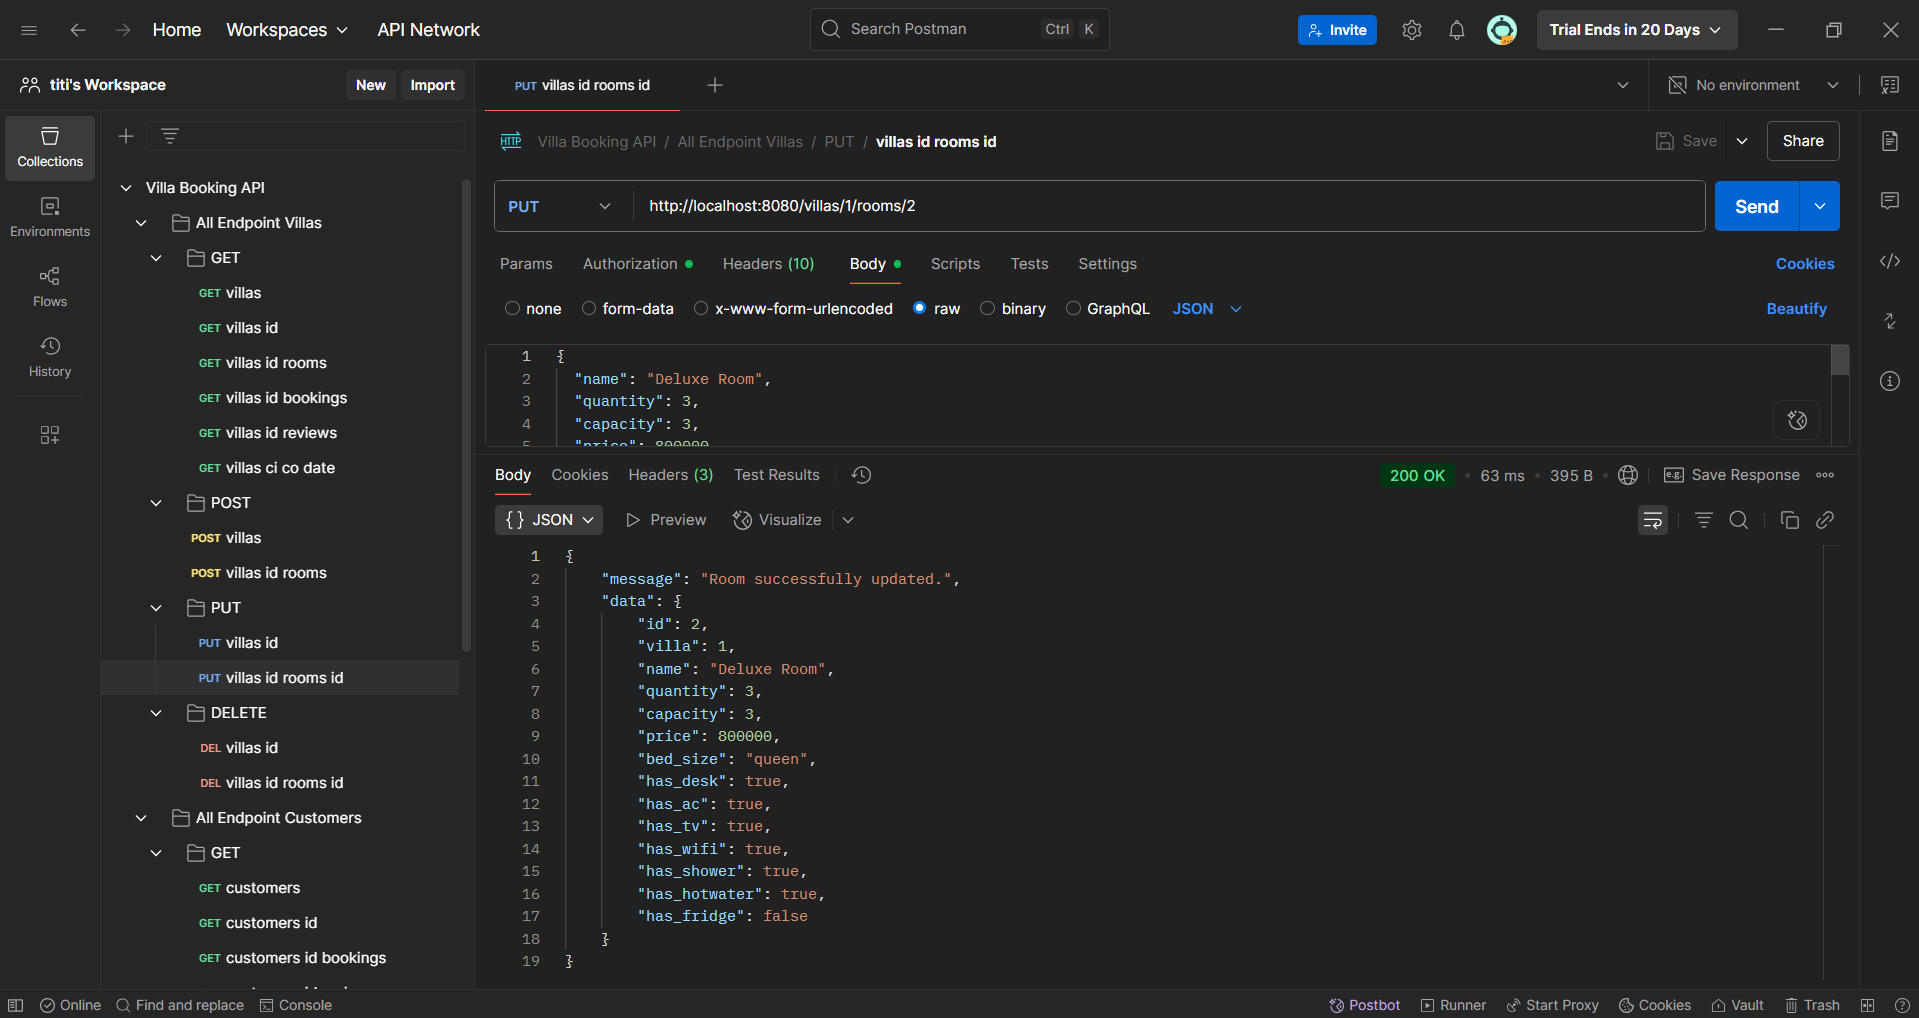 Home
Workspaces
API Network
Search Postman
Ctrl
K
Invite
Trial Ends in 20 Days
titi's Workspace
New
Import
PUT villas id rooms id
No environment
Collections
Environments
Flows
History
Villa Booking API
All Endpoint Villas
GET
GET villas
GET villas id
GET villas id rooms
GET villas id bookings
GET villas id reviews
GET villas ci co date
POST
POST villas
POST villas id rooms
PUT
PUT villas id
PUT villas id rooms id
DELETE
DEL villas id
DEL villas id rooms id
All Endpoint Customers
GET
GET customers
GET customers id
GET customers id bookings
HTTP
Villa Booking API / All Endpoint Villas / PUT / villas id rooms id
Save
Share
PUT
http://localhost:8080/villas/1/rooms/2
Send
Params
Authorization
Headers (10)
Body
Scripts
Tests
Settings
Cookies
none
form-data
x-www-form-urlencoded
raw
binary
GraphQL
JSON
Beautify
1 {
2 "name": "Deluxe Room",
3 "quantity": 3,
4 "capacity": 3,
5 "price": 800000
Body
Cookies
Headers (3)
Test Results
200 OK
63 ms
395 B
e.g.
Save Response
{} JSON
Preview
Visualize
1 {
2 "message": "Room successfully updated.",
3 "data": {
4 "id": 2,
5 "villa": 1,
6 "name": "Deluxe Room",
7 "quantity": 3,
8 "capacity": 3,
9 "price": 800000,
10 "bed_size": "queen",
11 "has_desk": true,
12 "has_ac": true,
13 "has_tv": true,
14 "has_wifi": true,
15 "has_shower": true,
16 "has_hotwater": true,
17 "has_fridge": false
18 }
19 }
Online
Find and replace
Console
Postbot
Runner
Start Proxy
Cookies
Vault
Trash